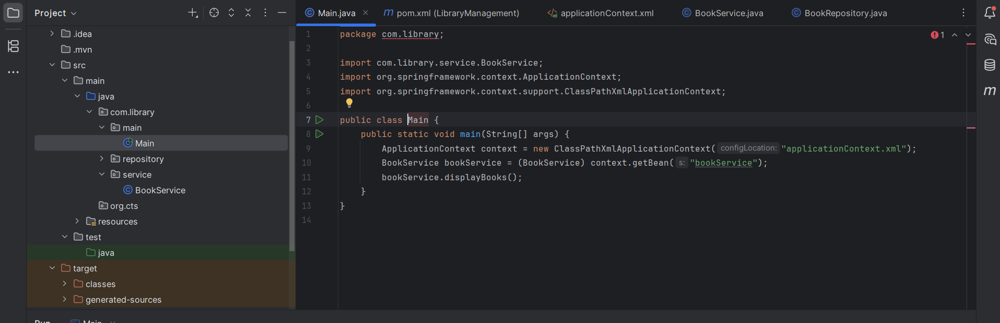 Project
.idea
.mvn
src
main
java
com.library
main
Main
repository
service
BookService
org.cts
resources
test
java
target
classes
generated-sources
Main.java
pom.xml (LibraryManagement)
applicationContext.xml
BookService.java
BookRepository.java
1 package com.library;
2
3 import com.library.service.BookService;
4 import org.springframework.context.ApplicationContext;
5 import org.springframework.context.support.ClassPathXmlApplicationContext;
6
7 public class Main {
8 public static void main(String[] args) {
9 ApplicationContext context = new ClassPathXmlApplicationContext( configLocation: "applicationContext.xml");
10 BookService bookService = (BookService) context.getBean( s: "bookService");
11 bookService.displayBooks();
12 }
13 }
14
1
m
Run
Main